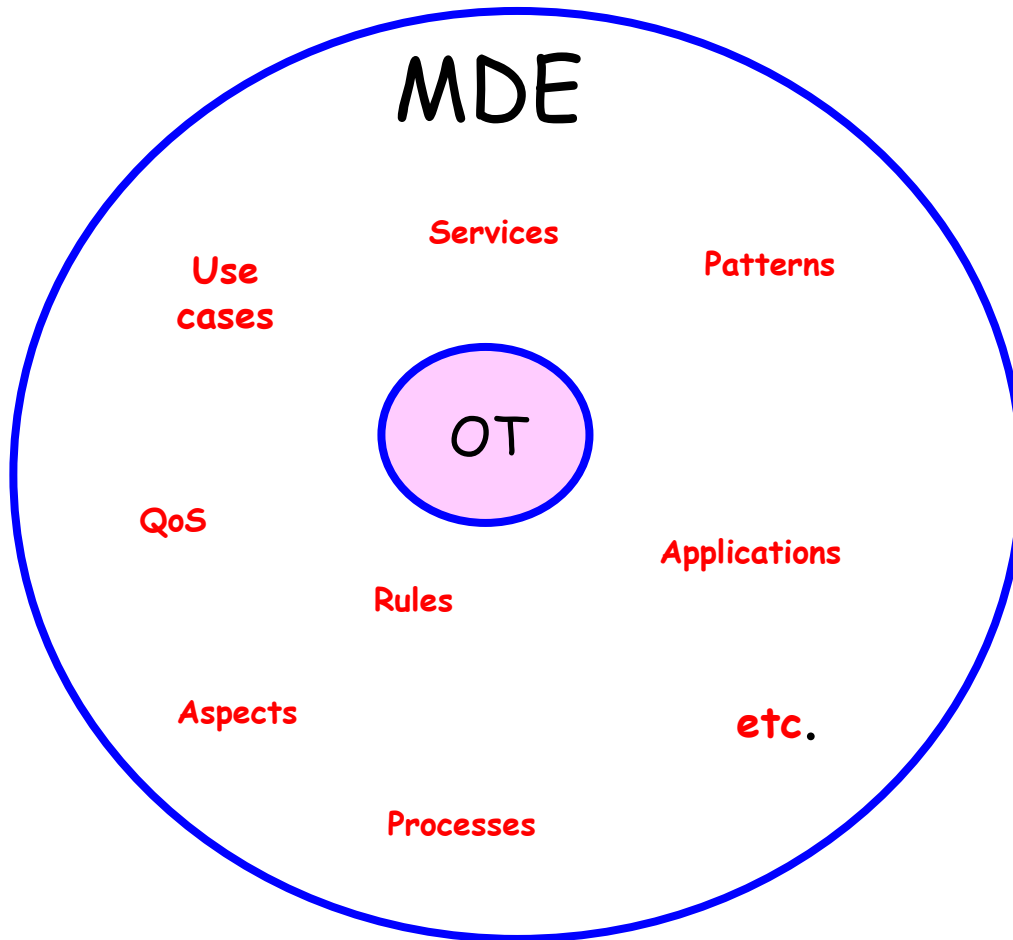 MDE
Services
Patterns
Use
cases
OT
QoS
Applications
Rules
Aspects
etc.
Processes